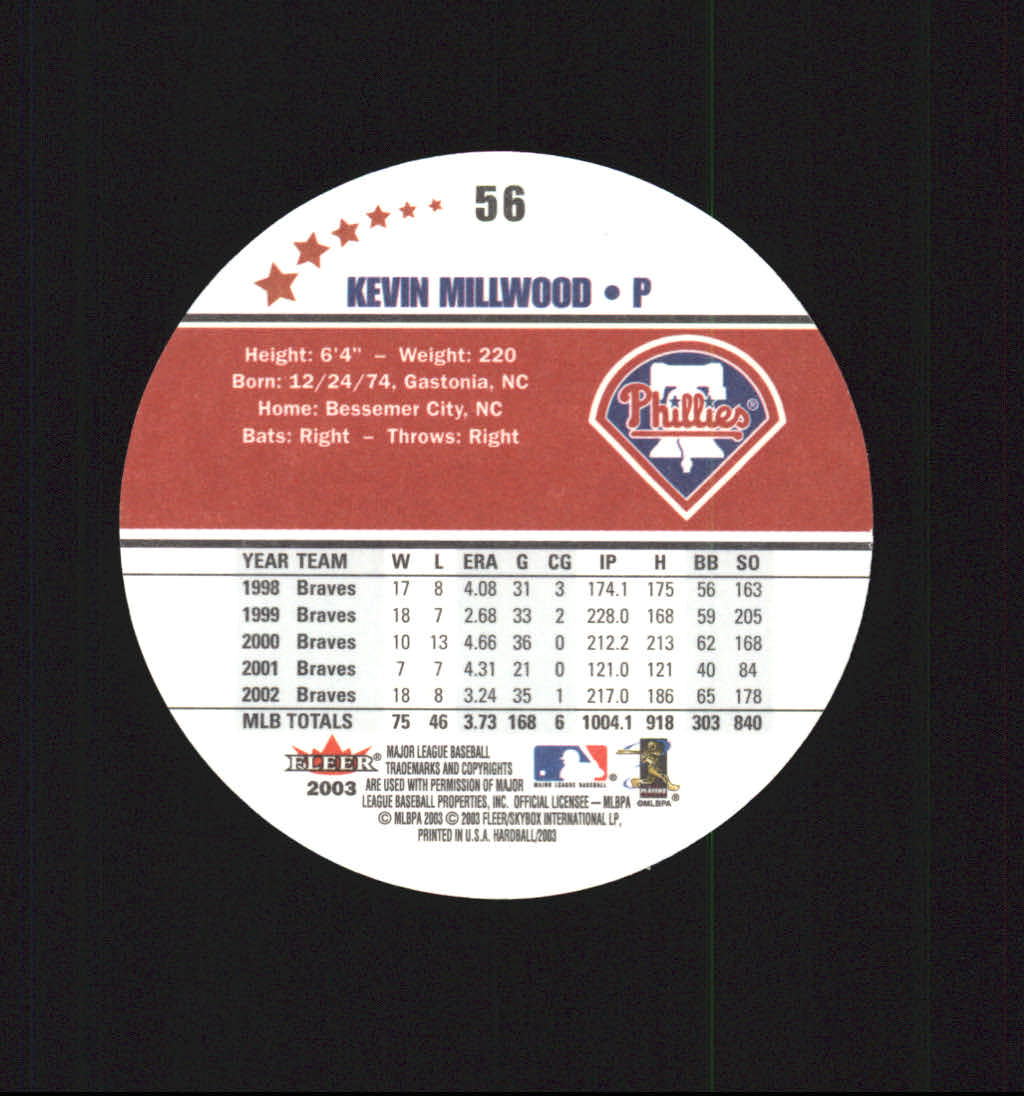 56
KEVIN MILLWOOD • P
Height: 6'4" – Weight: 220
Born: 12/24/74, Gastonia, NC
Home: Bessemer City, NC
Bats: Right – Throws: Right
Phillies®
YEAR TEAM W L ERA G CG IP H BB SO
1998 Braves 17 8 4.08 31 3 174.1 175 56 163
1999 Braves 18 7 2.68 33 2 228.0 168 59 205
2000 Braves 10 13 4.66 36 0 212.2 213 62 168
2001 Braves 7 7 4.31 21 0 121.0 121 40 84
2002 Braves 18 8 3.24 35 1 217.0 186 65 178
MLB TOTALS 75 46 3.73 168 6 1004.1 918 303 840
FLEER®
2003
MAJOR LEAGUE BASEBALL
TRADEMARKS AND COPYRIGHTS
ARE USED WITH PERMISSION OF MAJOR
LEAGUE BASEBALL PROPERTIES, INC. OFFICIAL LICENSEE — MLBPA
© MLBPA 2003 © 2003 FLEER/SKYBOX INTERNATIONAL LP,
PRINTED IN U.S.A. HARDBALL/2003
MAJOR LEAGUE BASEBALL ®
PLAYERS
©MLBPA ®